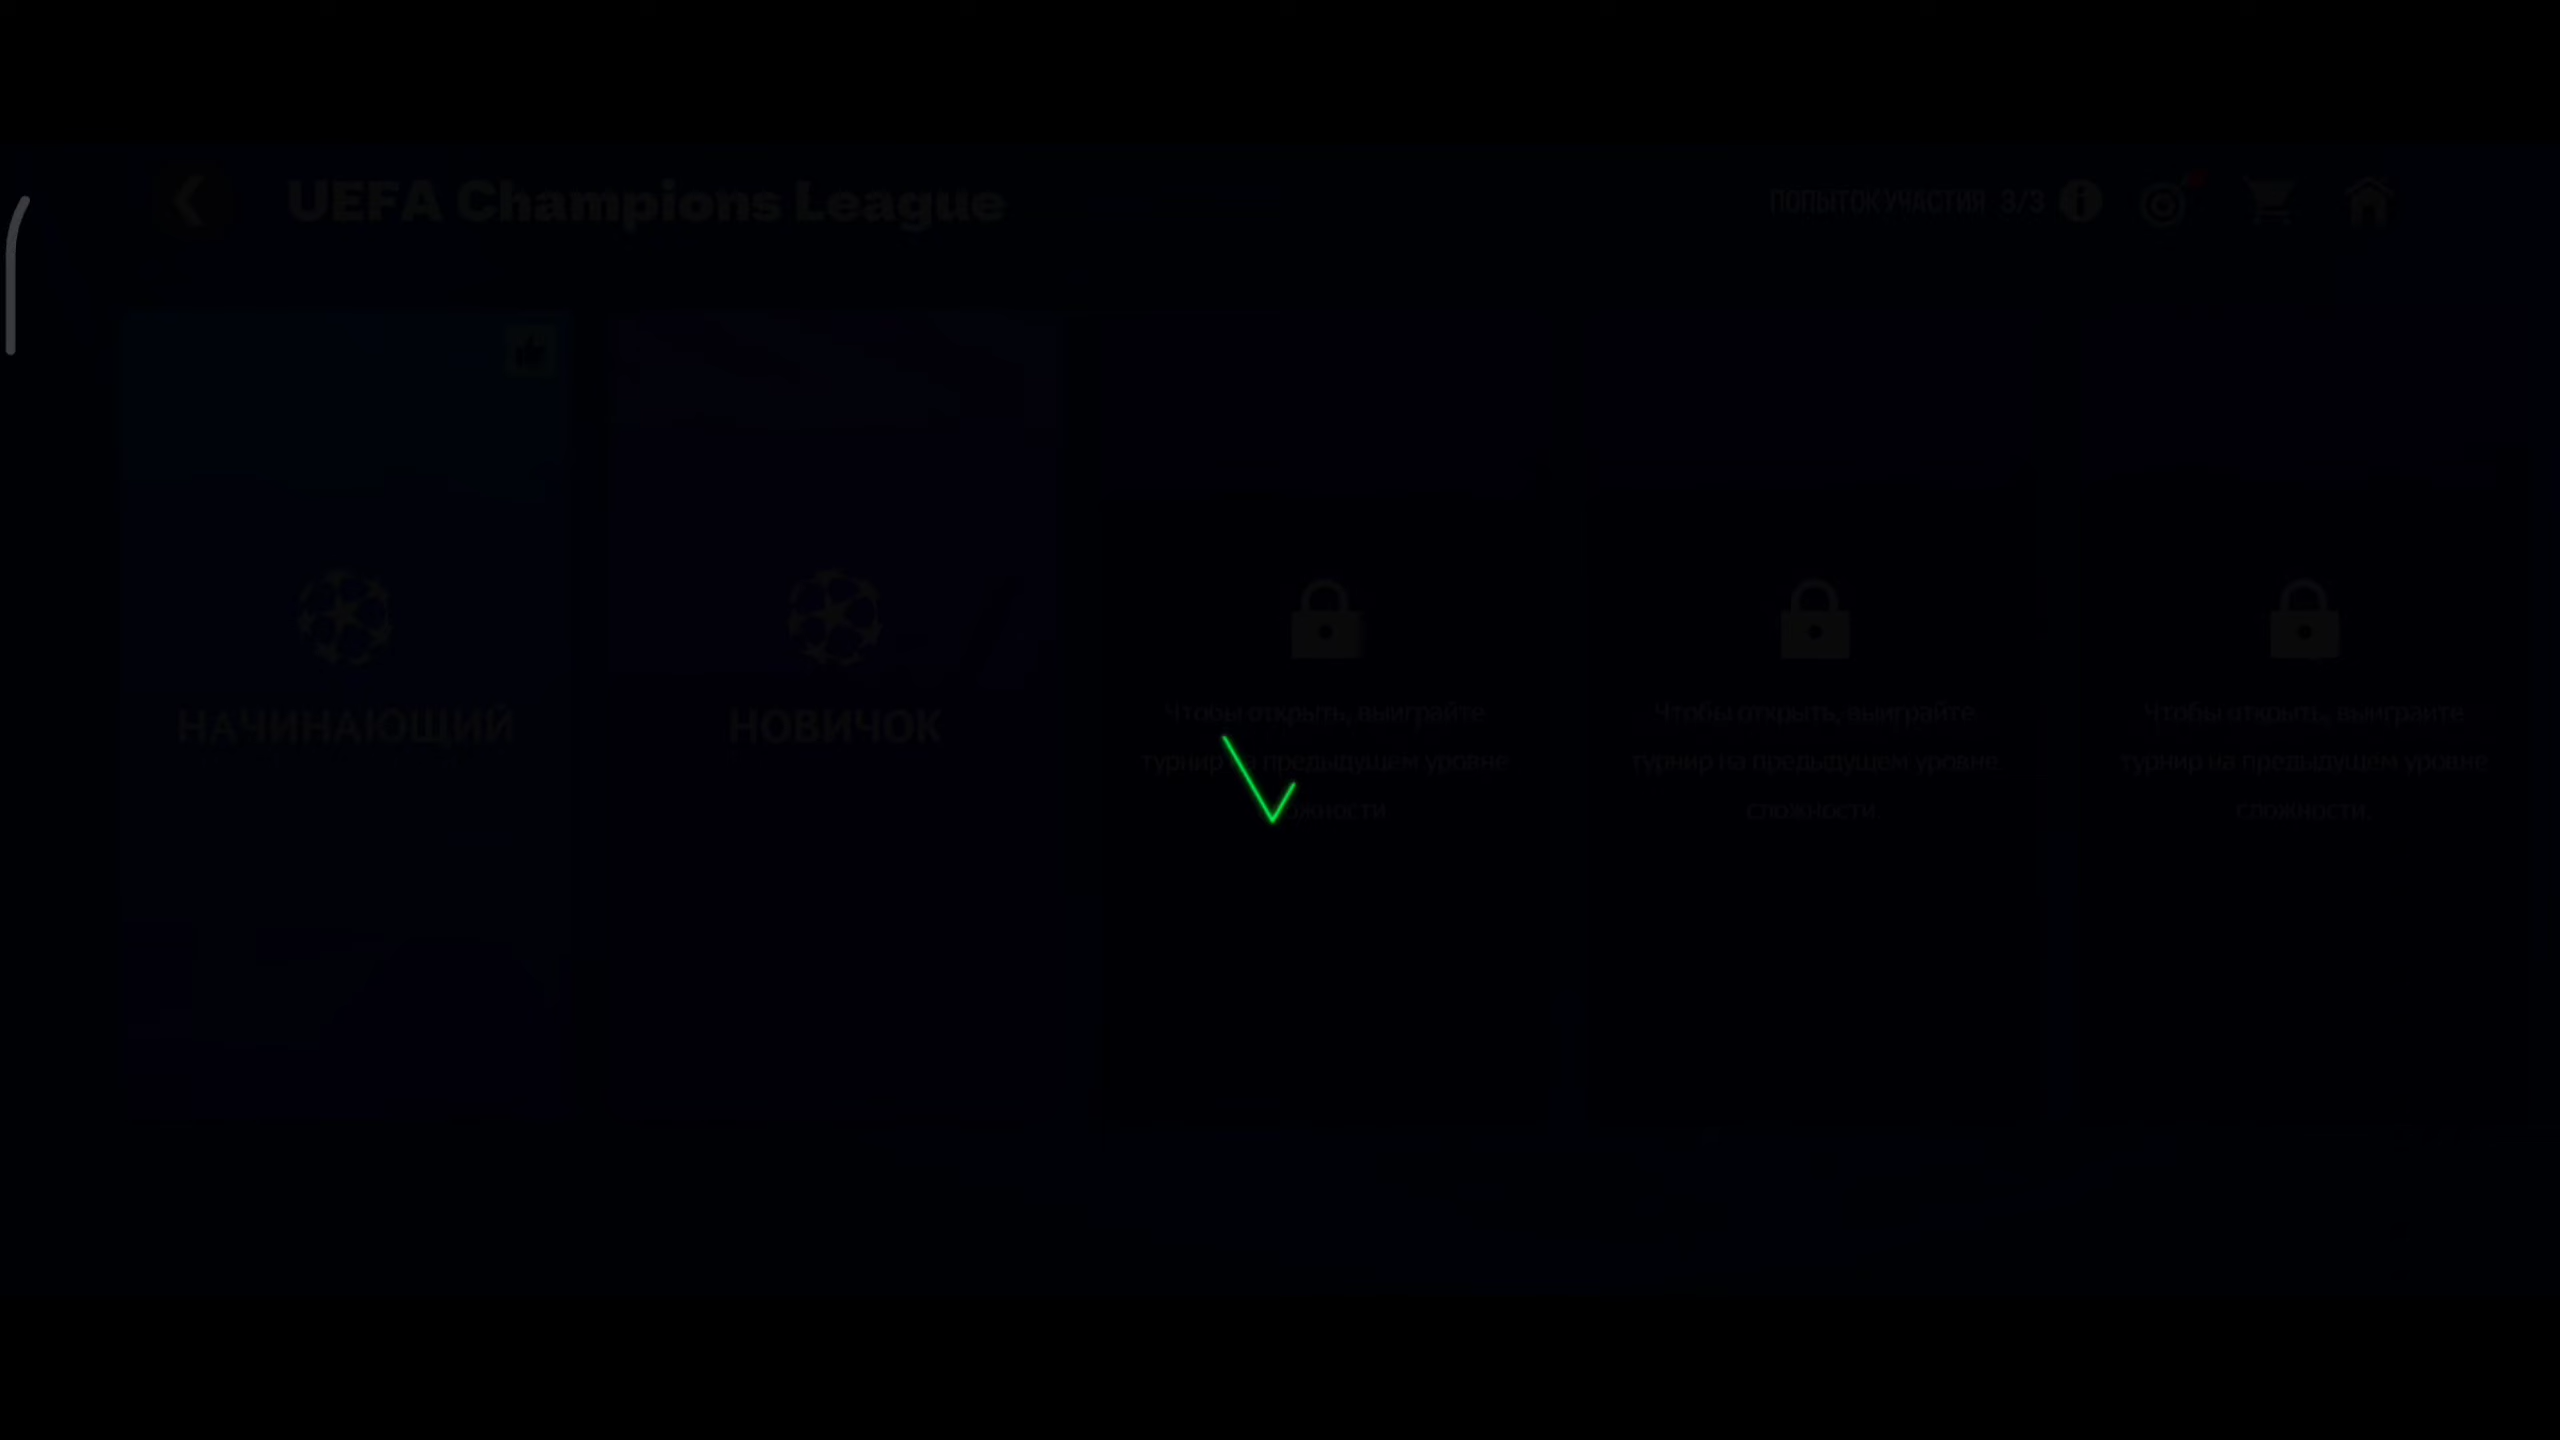 UEFA Champions League
ПОПЫТОК УЧАСТИЯ 3/3
НАЧИНАЮЩИЙ
НОВИЧОК
Чтобы открыть, выиграйте
турнир на предыдущем уровне
сложности.
Чтобы открыть, выиграйте
турнир на предыдущем уровне
сложности.
Чтобы открыть, выиграйте
турнир на предыдущем уровне
сложности.